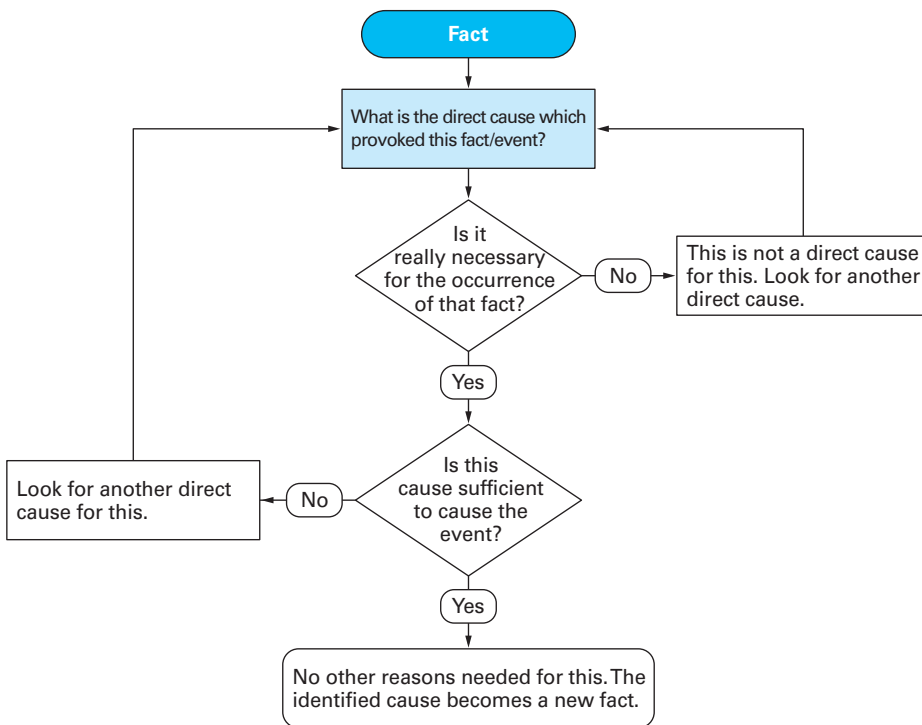 Fact
What is the direct cause which
provoked this fact/event?
Is it
really necessary
for the occurrence
of that fact?
No
This is not a direct cause
for this. Look for another
direct cause.
Yes
Is this
cause sufficient
to cause the
event?
No
Look for another direct
cause for this.
Yes
No other reasons needed for this. The
identified cause becomes a new fact.